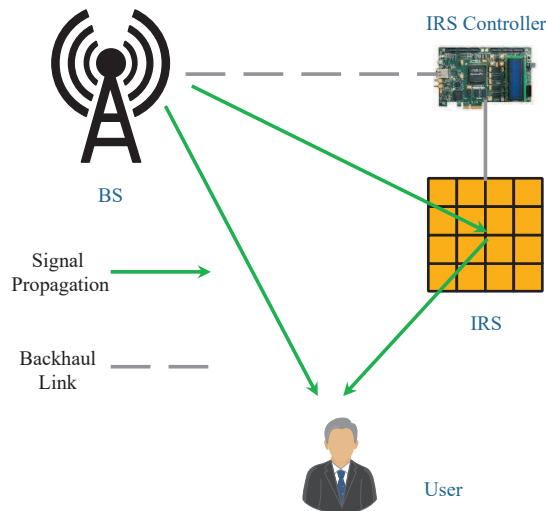 IRS Controller
BS
Signal
Propagation
IRS
Backhaul
Link
User